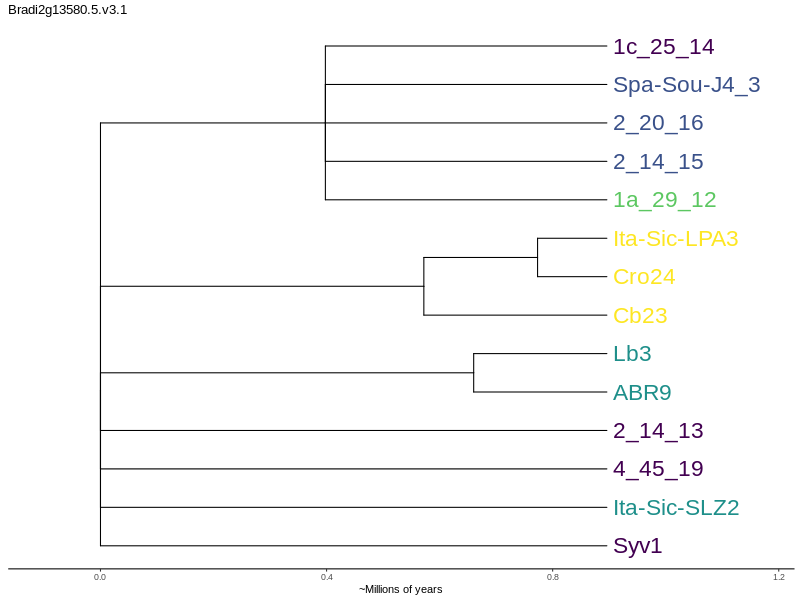 Bradi2g13580.5.v3.1
1c_25_14
Spa-Sou-J4_3
2_20_16
2_14_15
1a_29_12
Ita-Sic-LPA3
Cro24
Cb23
Lb3
ABR9
2_14_13
4_45_19
Ita-Sic-SLZ2
Syv1
0.0 0.4 0.8 1.2
~Millions of years